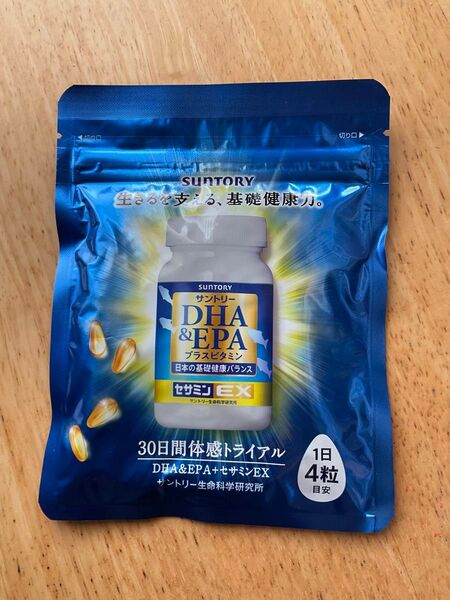 切り口
切り口
SUNTORY
生きるを支える、基礎健康力。
SUNTORY
サントリー
DHA
&EPA
プラスビタミン
日本の基礎健康バランス
セサミンEX
サントリー生命科学研究所
30日間体感トライアル
DHA&EPA+セサミンEX
サントリー生命科学研究所
1日
4粒
目安